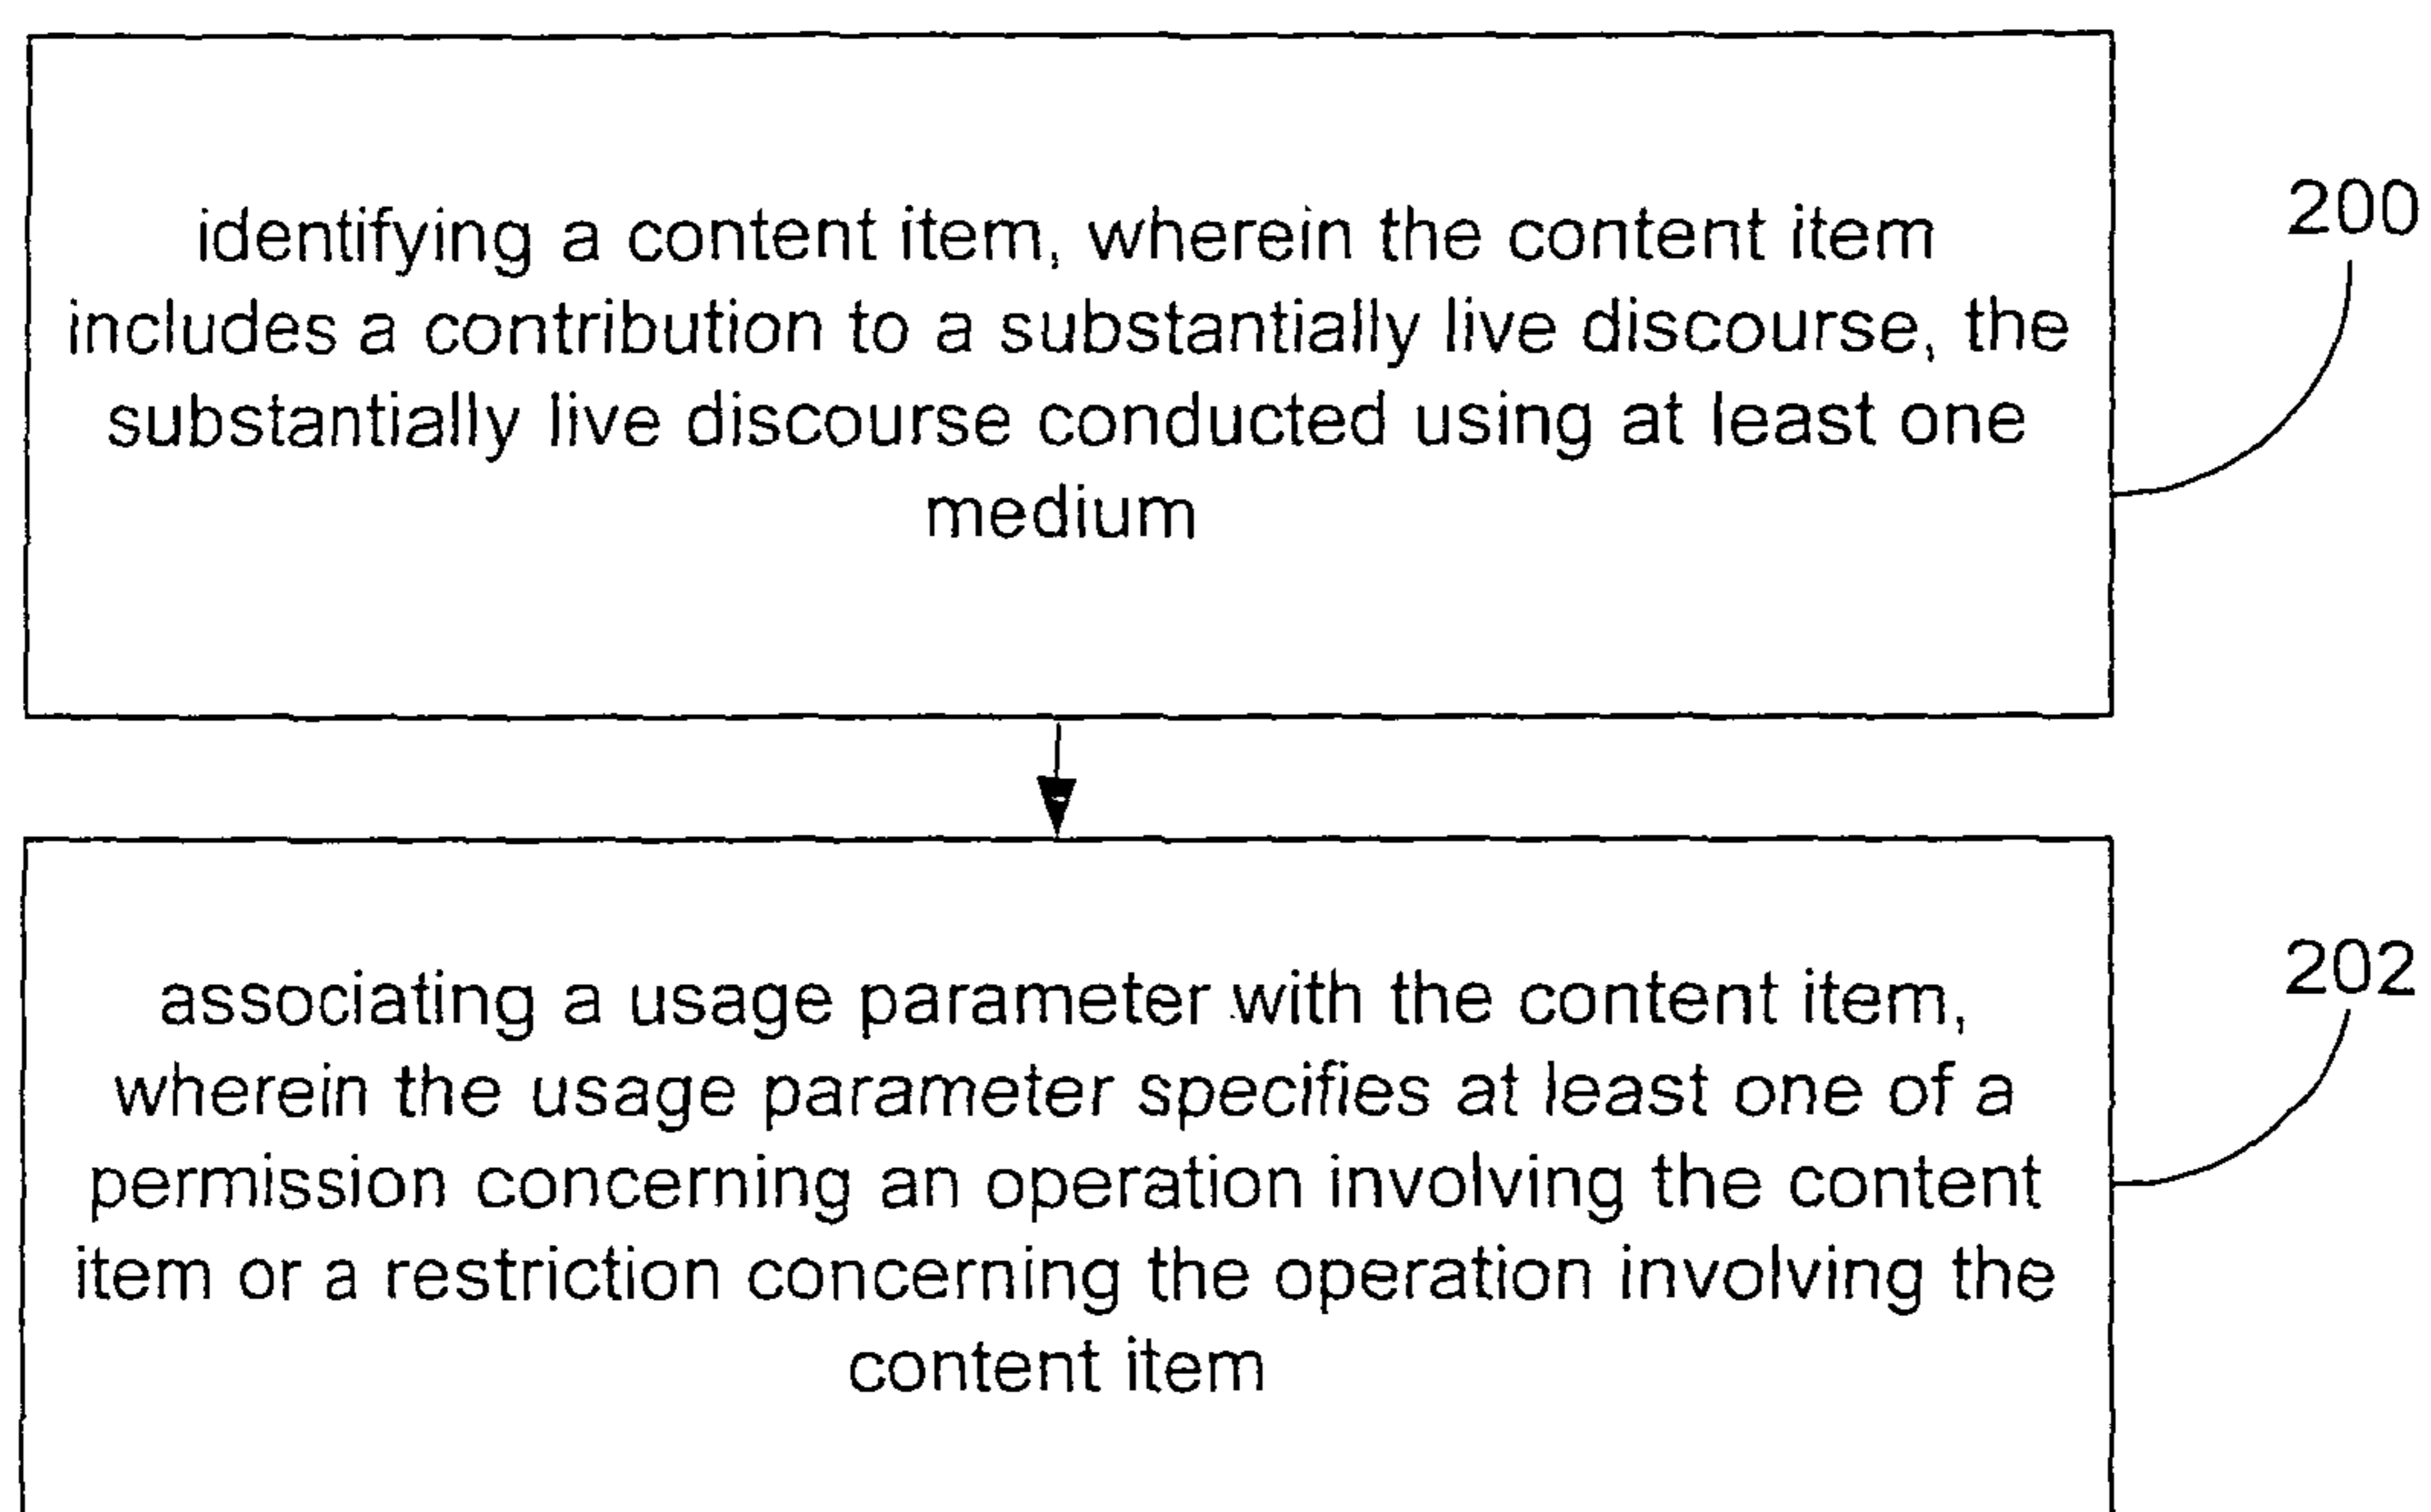 identifying a content item, wherein the content item
includes a contribution to a substantially live discourse, the
substantially live discourse conducted using at least one
medium
200
associating a usage parameter with the content item,
wherein the usage parameter specifies at least one of a
permission concerning an operation involving the content
item or a restriction concerning the operation involving the
content item
202